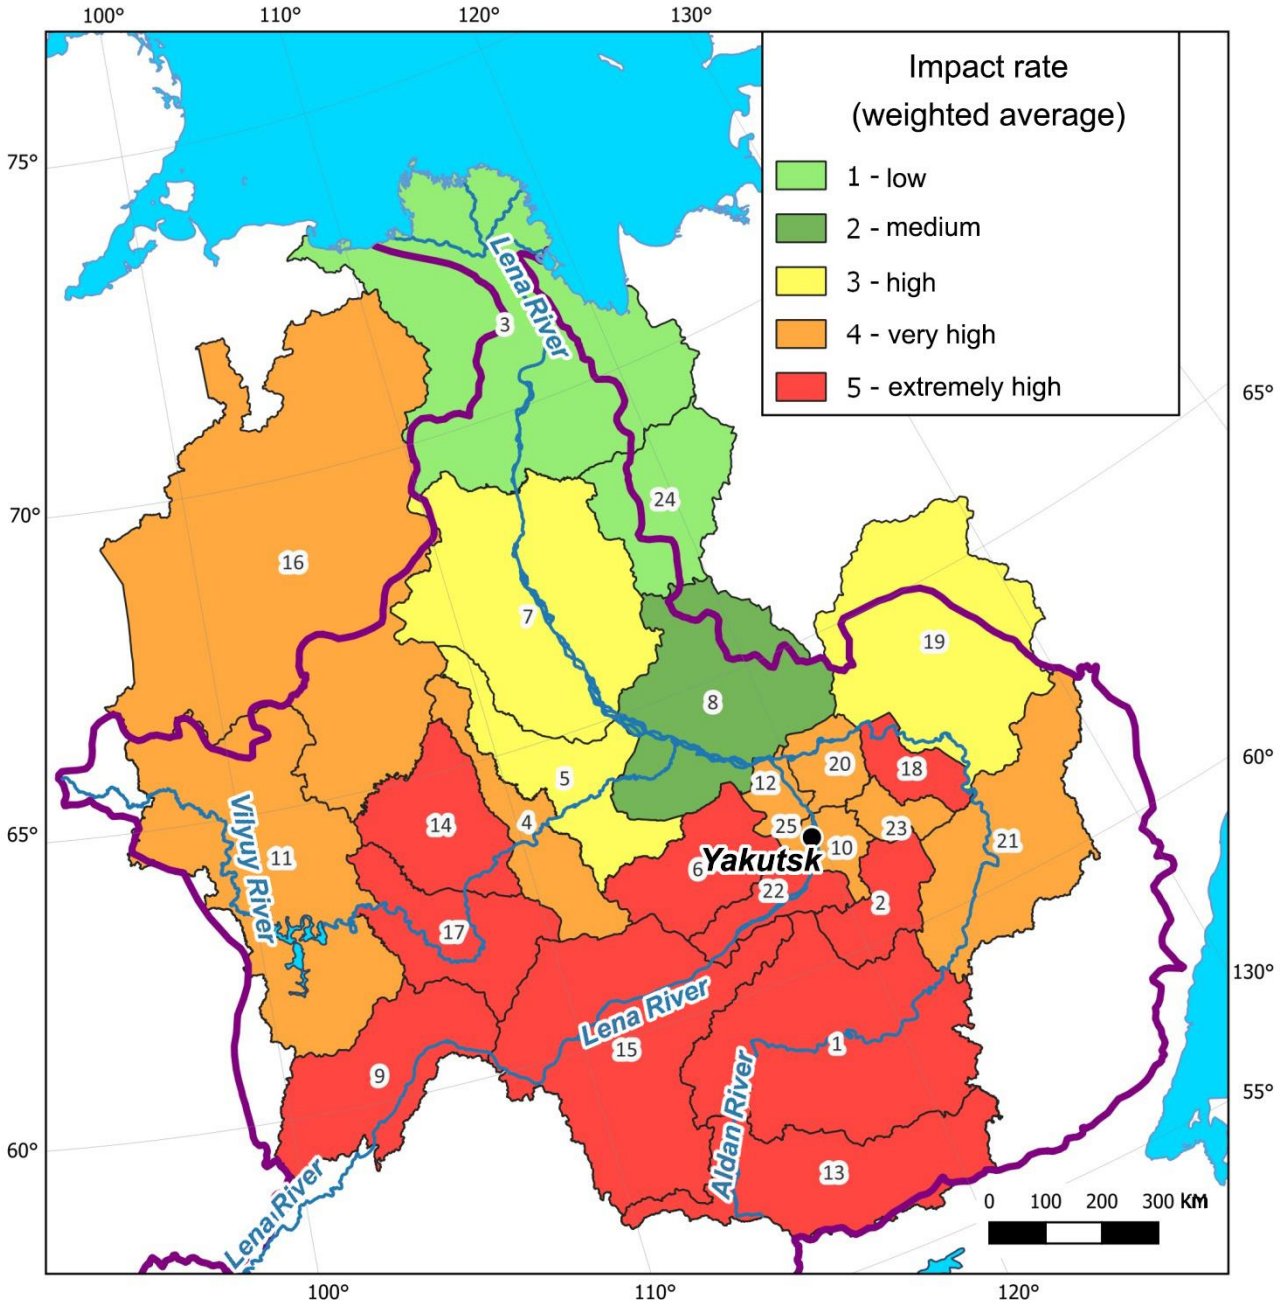 100°
110°
120°
130°
Impact rate
(weighted average)
1 - low
2 - medium
3 - high
4 - very high
5 - extremely high
75°
70°
65°
60°
65°
60°
130°
55°
Lena River
3
24
16
7
19
8
5
20
18
12
4
14
25
10
23
21
Yakutsk
6
22
2
11
Vilyuy River
17
Lena River
15
1
9
Aldan River
13
Lena River
0 100 200 300 KM
100°
110°
120°